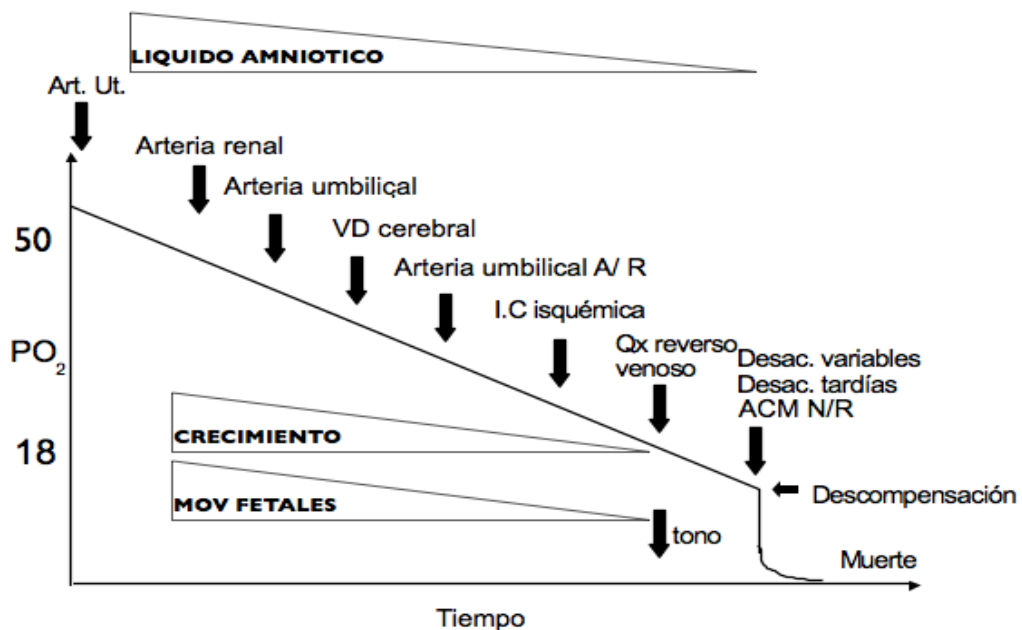 LIQUIDO AMNIOTICO
Art. Ut.
Arteria renal
Arteria umbiliçal
VD cerebral
Arteria umbilical A/ R
I.C isquémica
Qx reverso
venoso
Desac. variables
Desac. tardías
ACM N/R
50
PO2
18
CRECIMIENTO
MOV FETALES
tono
Descompensación
Muerte
Tiempo